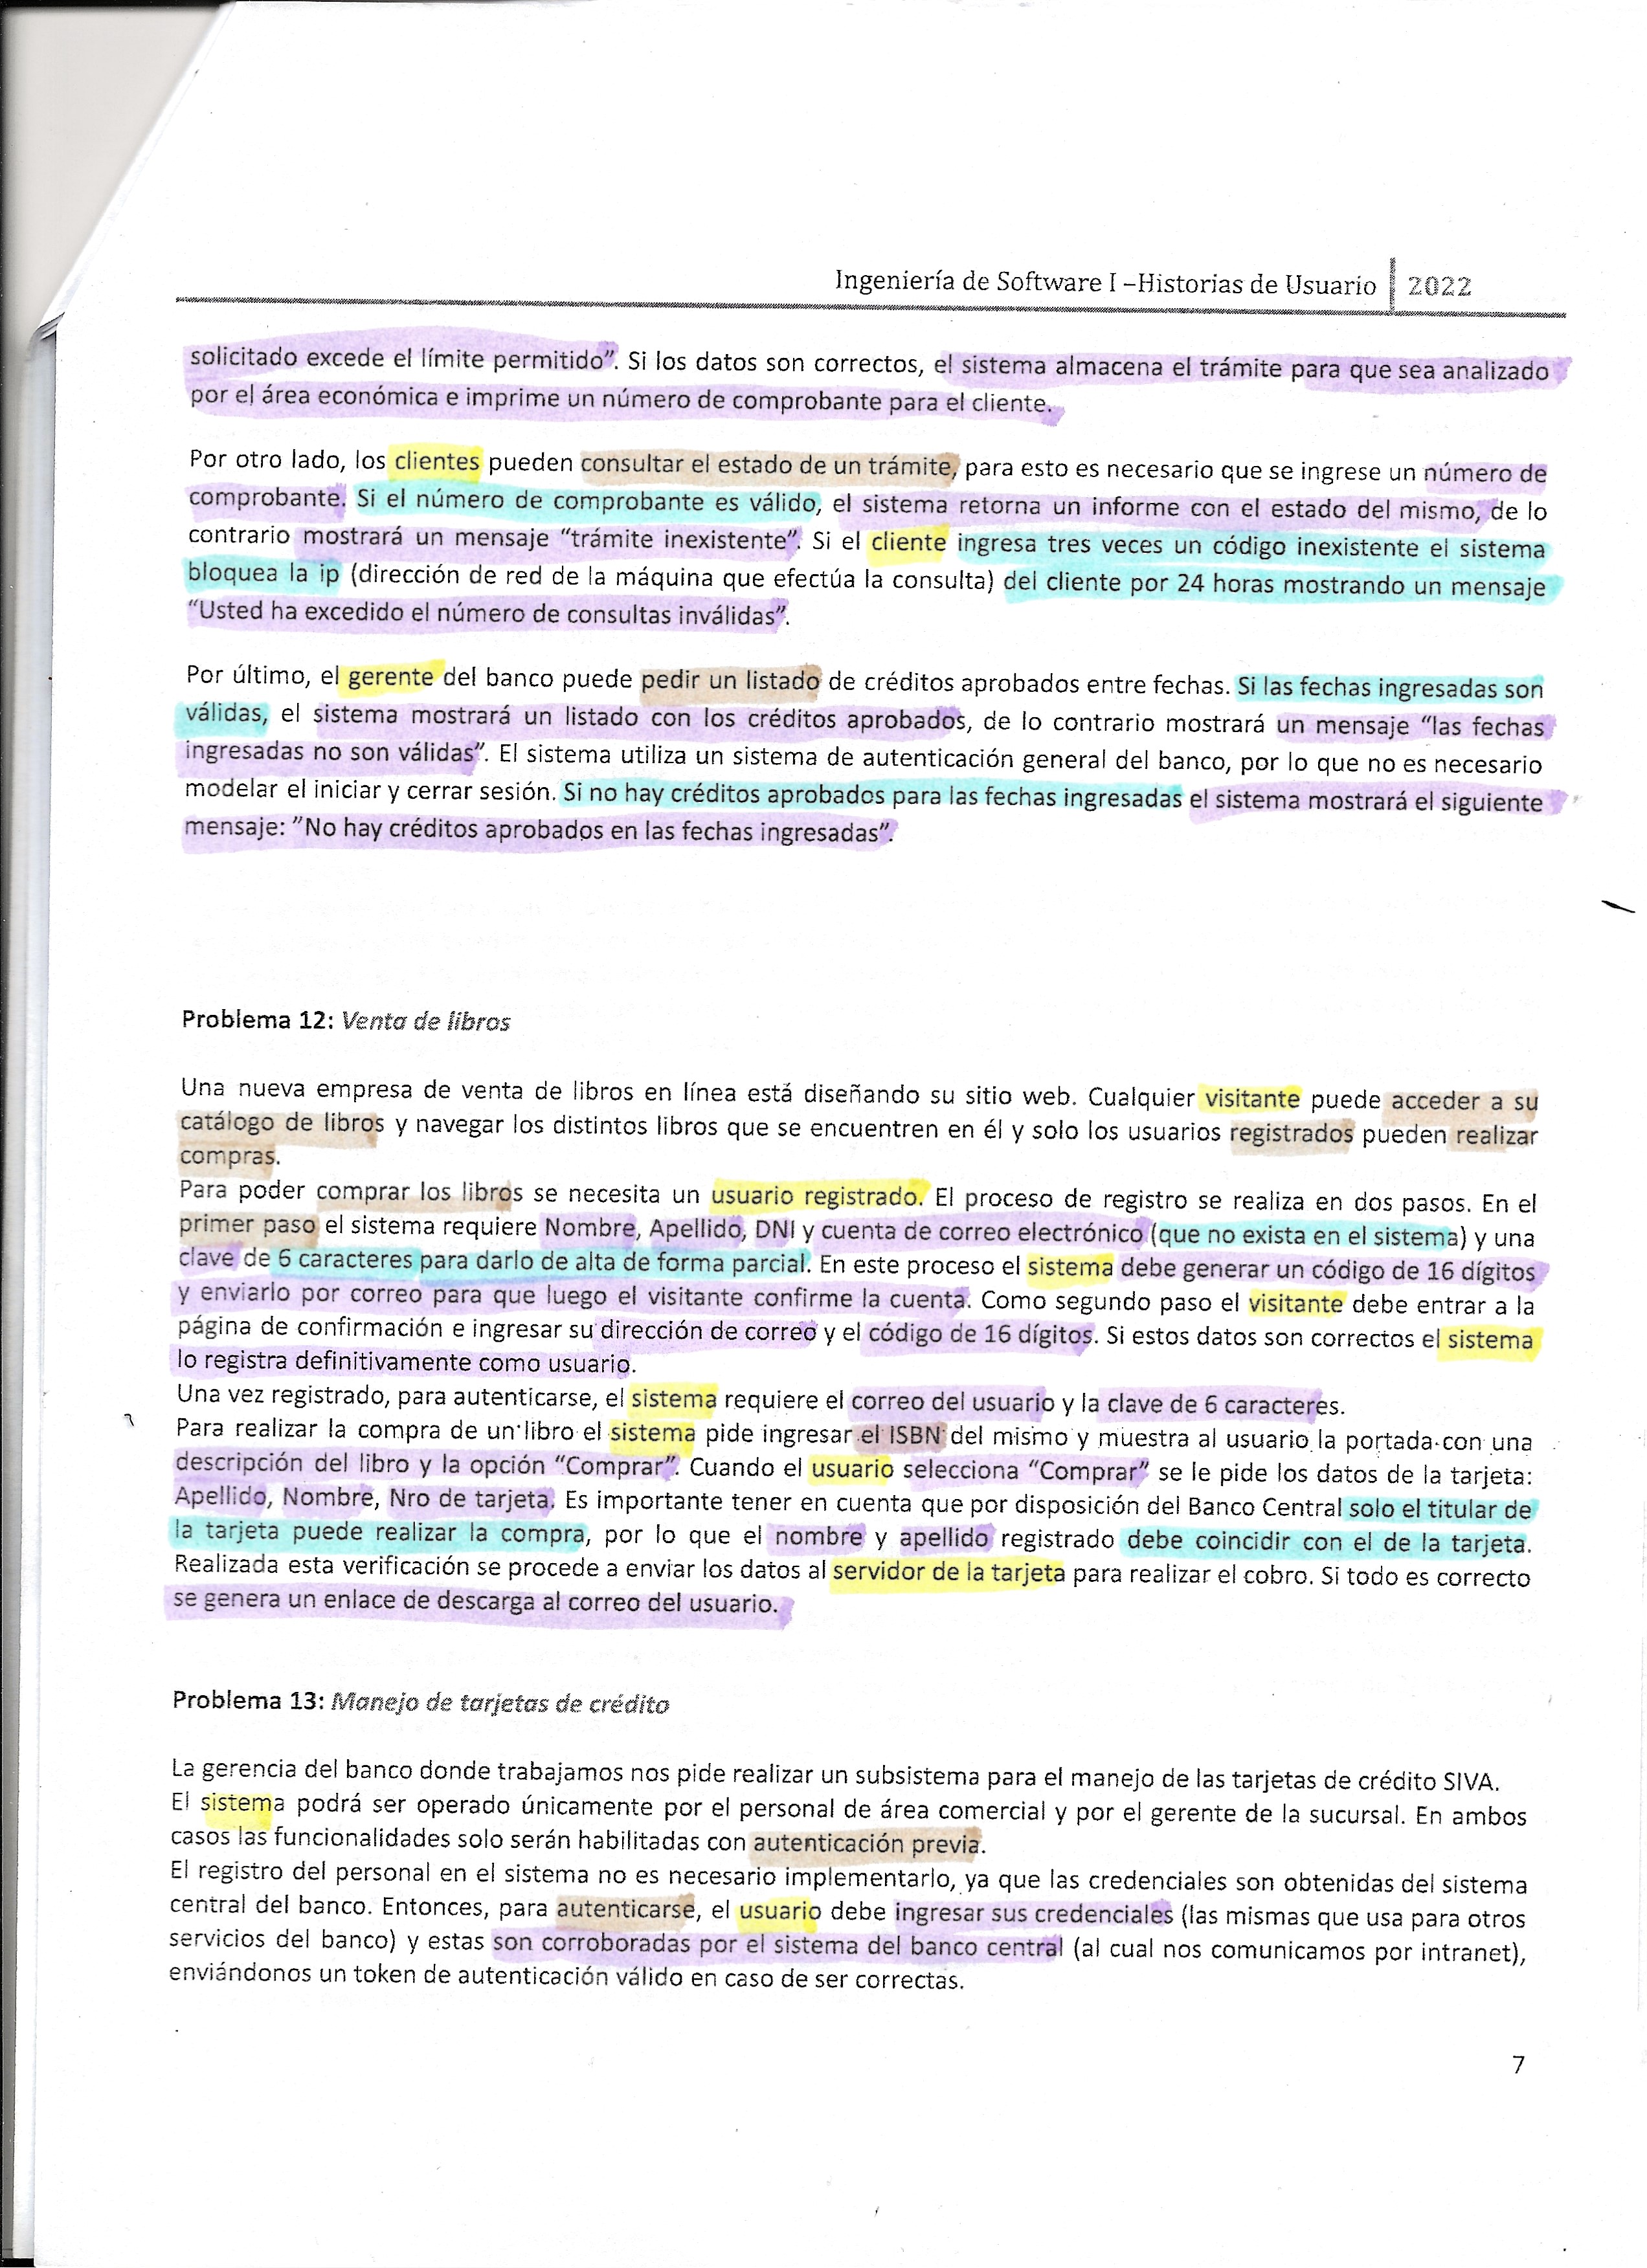 Ingeniería de Software I –Historias de Usuario | 2022
solicitado excede el límite permitido”. Si los datos son correctos, el sistema almacena el trámite para que sea analizado
por el área económica e imprime un número de comprobante para el cliente.
Por otro lado, los clientes pueden consultar el estado de un trámite, para esto es necesario que se ingrese un número de
comprobante. Si el número de comprobante es válido, el sistema retorna un informe con el estado del mismo, de lo
contrario mostrará un mensaje “trámite inexistente”. Si el cliente ingresa tres veces un código inexistente el sistema
bloquea la ip (dirección de red de la máquina que efectúa la consulta) del cliente por 24 horas mostrando un mensaje
“Usted ha excedido el número de consultas inválidas”.
Por último, el gerente del banco puede pedir un listado de créditos aprobados entre fechas. Si las fechas ingresadas son
válidas, el sistema mostrará un listado con los créditos aprobados, de lo contrario mostrará un mensaje “las fechas
ingresadas no son válidas”. El sistema utiliza un sistema de autenticación general del banco, por lo que no es necesario
modelar el iniciar y cerrar sesión. Si no hay créditos aprobados para las fechas ingresadas el sistema mostrará el siguiente
mensaje: ”No hay créditos aprobados en las fechas ingresadas”.
Problema 12: Venta de libros
Una nueva empresa de venta de libros en línea está diseñando su sitio web. Cualquier visitante puede acceder a su
catálogo de libros y navegar los distintos libros que se encuentren en él y solo los usuarios registrados pueden realizar
compras.
Para poder comprar los libros se necesita un usuario registrado. El proceso de registro se realiza en dos pasos. En el
primer paso el sistema requiere Nombre, Apellido, DNI y cuenta de correo electrónico (que no exista en el sistema) y una
clave de 6 caracteres para darlo de alta de forma parcial. En este proceso el sistema debe generar un código de 16 dígitos
y enviarlo por correo para que luego el visitante confirme la cuenta. Como segundo paso el visitante debe entrar a la
página de confirmación e ingresar su dirección de correo y el código de 16 dígitos. Si estos datos son correctos el sistema
lo registra definitivamente como usuario.
Una vez registrado, para autenticarse, el sistema requiere el correo del usuario y la clave de 6 caracteres.
Para realizar la compra de un libro el sistema pide ingresar el ISBN del mismo y muestra al usuario la portada con una
descripción del libro y la opción “Comprar”. Cuando el usuario selecciona “Comprar” se le pide los datos de la tarjeta:
Apellido, Nombre, Nro de tarjeta. Es importante tener en cuenta que por disposición del Banco Central solo el titular de
la tarjeta puede realizar la compra, por lo que el nombre y apellido registrado debe coincidir con el de la tarjeta.
Realizada esta verificación se procede a enviar los datos al servidor de la tarjeta para realizar el cobro. Si todo es correcto
se genera un enlace de descarga al correo del usuario.
Problema 13: Manejo de tarjetas de crédito
La gerencia del banco donde trabajamos nos pide realizar un subsistema para el manejo de las tarjetas de crédito SIVA.
El sistema podrá ser operado únicamente por el personal de área comercial y por el gerente de la sucursal. En ambos
casos las funcionalidades solo serán habilitadas con autenticación previa.
El registro del personal en el sistema no es necesario implementarlo, ya que las credenciales son obtenidas del sistema
central del banco. Entonces, para autenticarse, el usuario debe ingresar sus credenciales (las mismas que usa para otros
servicios del banco) y estas son corroboradas por el sistema del banco central (al cual nos comunicamos por intranet),
enviándonos un token de autenticación válido en caso de ser correctas.
7